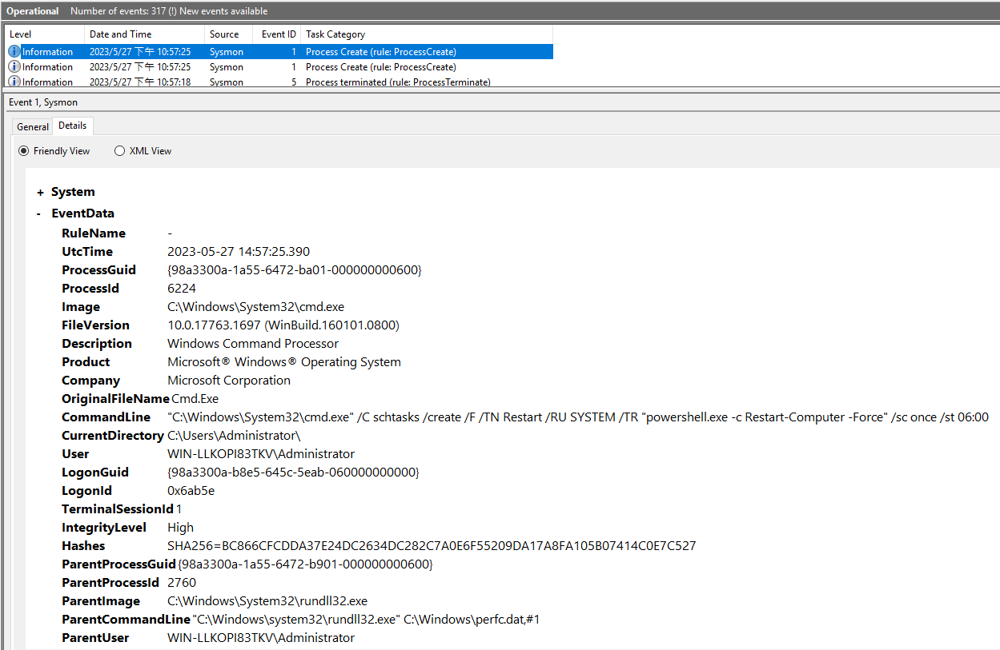 Operational Number of events: 317 (!) New events available
Level Date and Time Source Event ID Task Category
Information 2023/5/27 下午 10:57:25 Sysmon 1 Process Create (rule: ProcessCreate)
Information 2023/5/27 下午 10:57:25 Sysmon 1 Process Create (rule: ProcessCreate)
Information 2023/5/27 下午 10:57:18 Sysmon 5 Process terminated (rule: ProcessTerminate)
Event 1, Sysmon
General Details
Friendly View XML View
+ System
- EventData
RuleName -
UtcTime 2023-05-27 14:57:25.390
ProcessGuid {98a3300a-1a55-6472-ba01-000000000600}
ProcessId 6224
Image C:\Windows\System32\cmd.exe
FileVersion 10.0.17763.1697 (WinBuild.160101.0800)
Description Windows Command Processor
Product Microsoft® Windows® Operating System
Company Microsoft Corporation
OriginalFileName Cmd.Exe
CommandLine "C:\Windows\System32\cmd.exe" /C schtasks /create /F /TN Restart /RU SYSTEM /TR "powershell.exe -c Restart-Computer -Force" /sc once /st 06:00
CurrentDirectory C:\Users\Administrator\
User WIN-LLKOPI83TKV\Administrator
LogonGuid {98a3300a-b8e5-645c-5eab-060000000000}
LogonId 0x6ab5e
TerminalSessionId 1
IntegrityLevel High
Hashes SHA256=BC866CFCDDA37E24DC2634DC282C7A0E6F55209DA17A8FA105B07414C0E7C527
ParentProcessGuid {98a3300a-1a55-6472-b901-000000000600}
ParentProcessId 2760
ParentImage C:\Windows\System32\rundll32.exe
ParentCommandLine "C:\Windows\system32\rundll32.exe" C:\Windows\perfc.dat,#1
ParentUser WIN-LLKOPI83TKV\Administrator